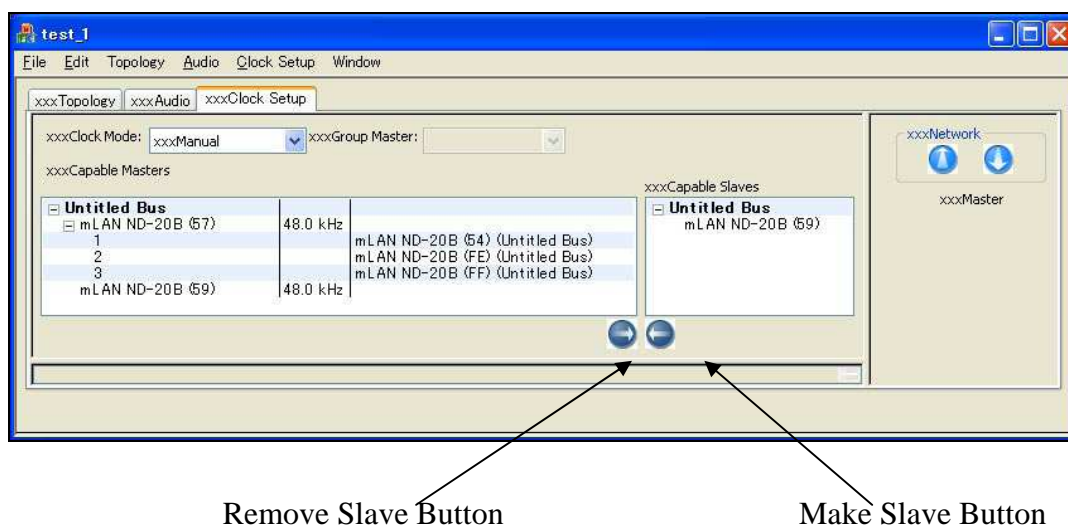 test_1
File Edit Topology Audio Clock Setup Window
xxxTopology xxxAudio xxxClock Setup
xxxClock Mode: xxxManual xxxGroup Master:
xxxNetwork
xxxCapable Masters
xxxCapable Slaves
xxxMaster
Untitled Bus
mLAN ND-20B (57) 48.0 kHz
1 mLAN ND-20B (54) (Untitled Bus)
2 mLAN ND-20B (FE) (Untitled Bus)
3 mLAN ND-20B (FF) (Untitled Bus)
mLAN ND-20B (59) 48.0 kHz
Untitled Bus
mLAN ND-20B (59)
Remove Slave Button
Make Slave Button